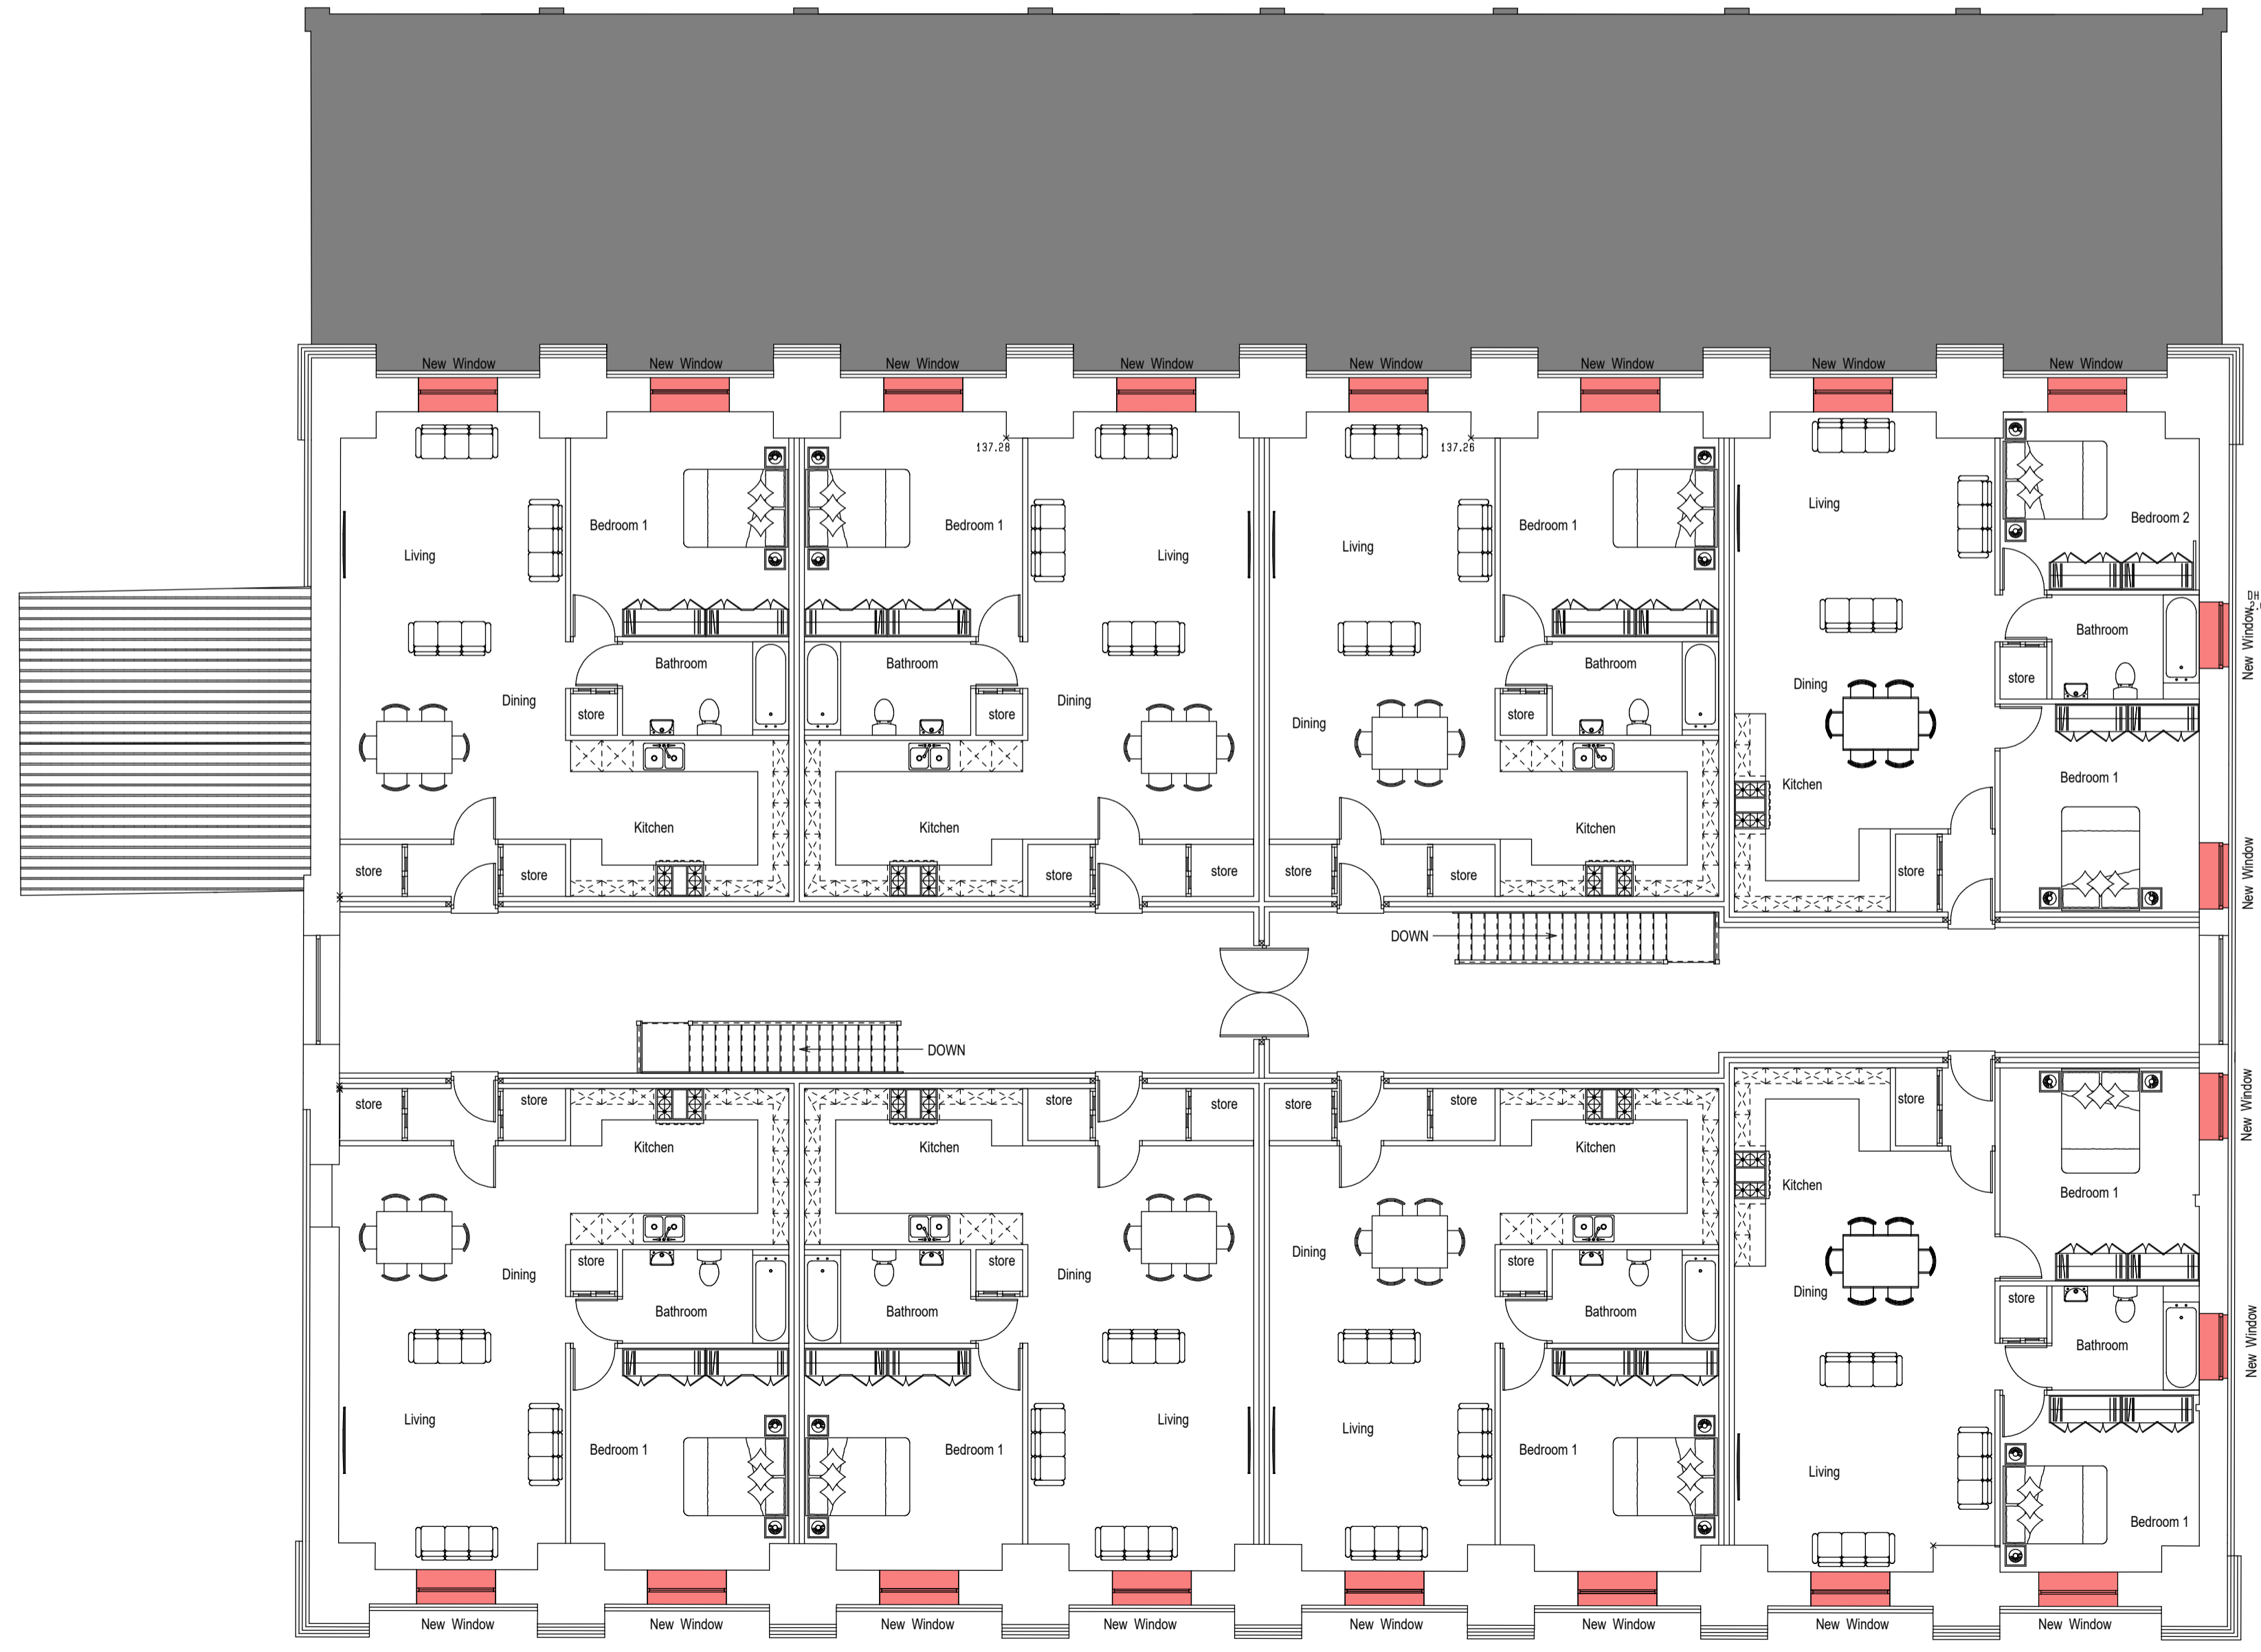 New Window New Window New Window New Window New Window New Window New Window New Window
137.28 137.26
Living
Bedroom 2
Bedroom 1 Bedroom 1 Bedroom 1
Living Living Living
DH
New Window
Bathroom
Bathroom Bathroom Bathroom
store
Dining
Dining Dining
store store store
Dining
Bedroom 1
Kitchen
Kitchen Kitchen Kitchen
New Window
store store store store store store store
DOWN
DOWN
New Window
store store store store store store store
Kitchen Kitchen Kitchen
Kitchen
Bedroom 1
Dining
store store store
Dining Dining
Dining
store
Bathroom Bathroom Bathroom
New Window
Bathroom
Living Living Living
Bedroom 1 Bedroom 1 Bedroom 1
Living
Bedroom 1
New Window New Window New Window New Window New Window New Window New Window New Window